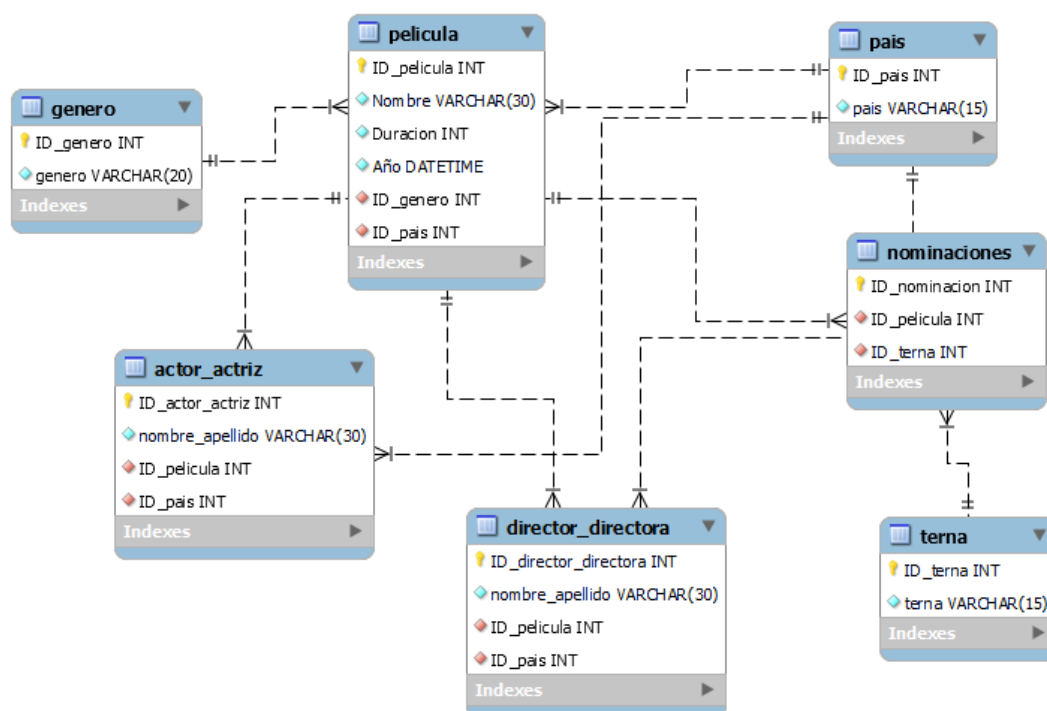 pelicula
ID_pelicula INT
Nombre VARCHAR(30)
Duracion INT
Año DATETIME
ID_genero INT
ID_pais INT
Indexes
pais
ID_pais INT
pais VARCHAR(15)
Indexes
genero
ID_genero INT
genero VARCHAR(20)
Indexes
nominaciones
ID_nominacion INT
ID_pelicula INT
ID_terna INT
Indexes
actor_actriz
ID_actor_actriz INT
nombre_apellido VARCHAR(30)
ID_pelicula INT
ID_pais INT
Indexes
director_directora
ID_director_directora INT
nombre_apellido VARCHAR(30)
ID_pelicula INT
ID_pais INT
Indexes
terna
ID_terna INT
terna VARCHAR(15)
Indexes